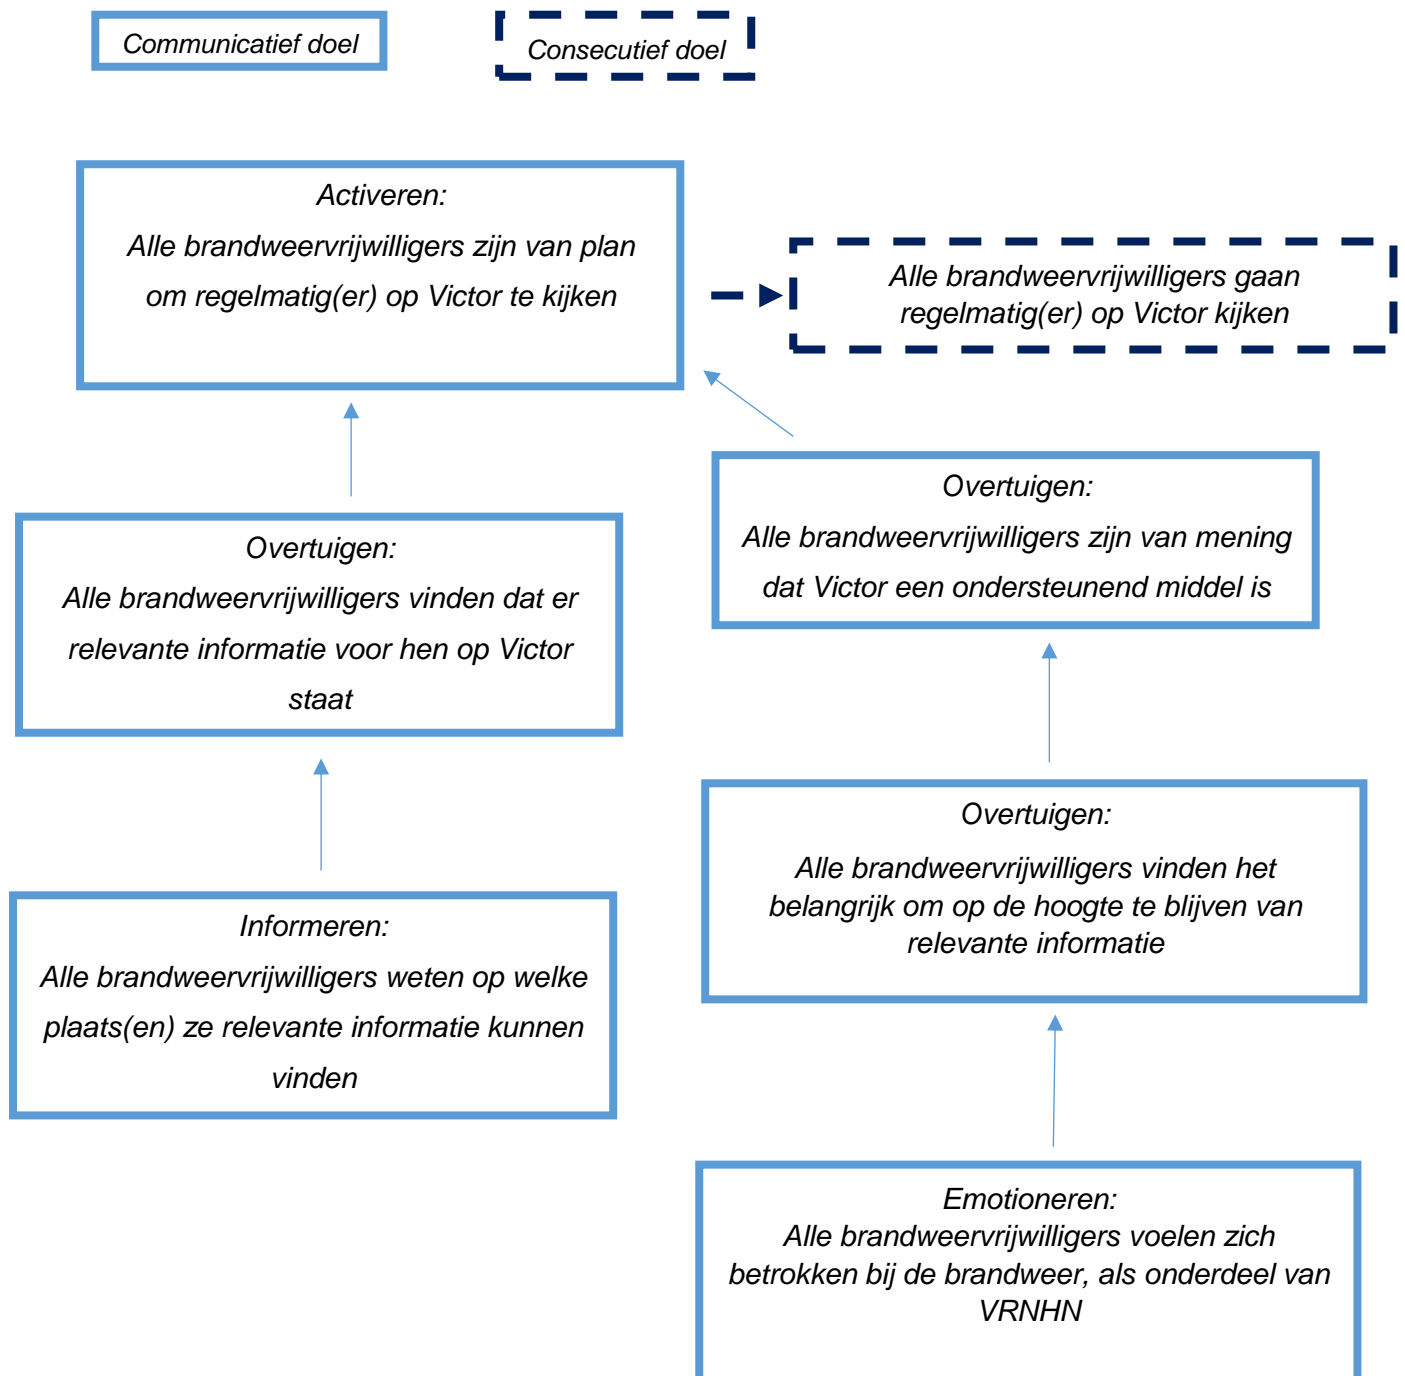 Communicatief doel
Consecutief doel
Activeren:
Alle brandweervrijwilligers zijn van plan
om regelmatig(er) op Victor te kijken
Alle brandweervrijwilligers gaan
regelmatig(er) op Victor kijken
Overtuigen:
Alle brandweervrijwilligers zijn van mening
dat Victor een ondersteunend middel is
Overtuigen:
Alle brandweervrijwilligers vinden dat er
relevante informatie voor hen op Victor
staat
Overtuigen:
Alle brandweervrijwilligers vinden het
belangrijk om op de hoogte te blijven van
relevante informatie
Informeren:
Alle brandweervrijwilligers weten op welke
plaats(en) ze relevante informatie kunnen
vinden
Emotioneren:
Alle brandweervrijwilligers voelen zich
betrokken bij de brandweer, als onderdeel van
VRNHN